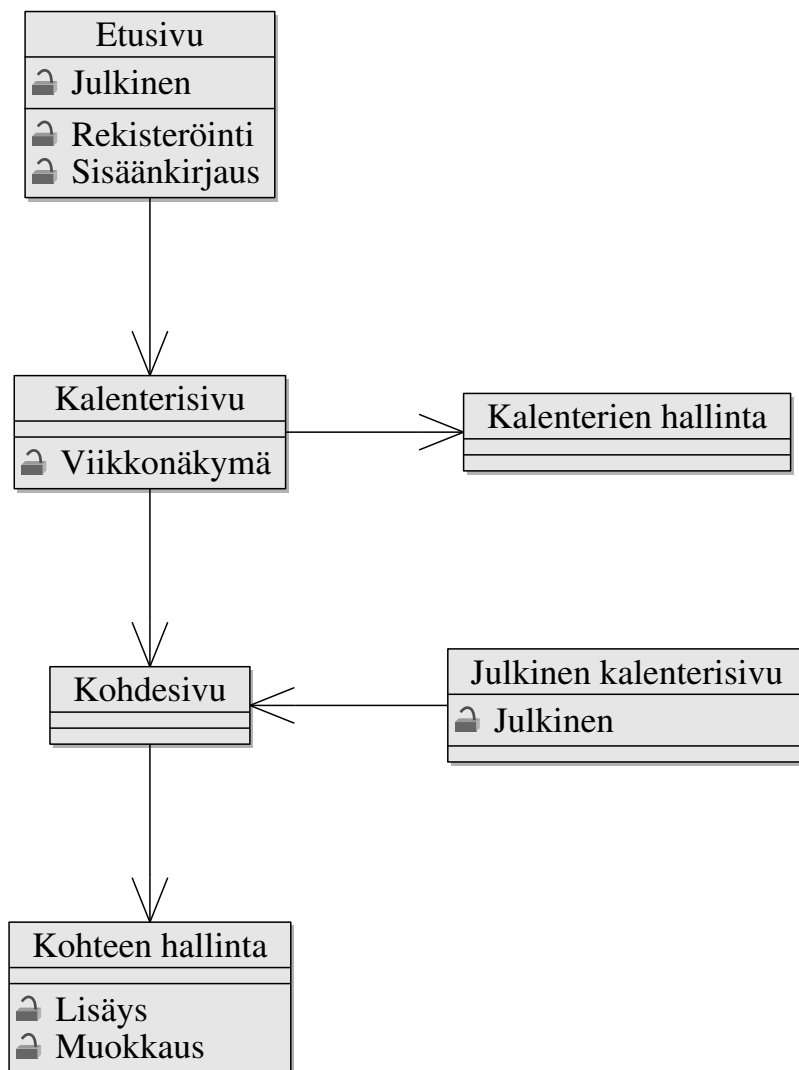 Etusivu
Julkinen
Rekisteröinti
Sisäänkirjaus
Kalenterisivu
Viikkonäkymä
Kalenterien hallinta
Kohdesivu
Julkinen kalenterisivu
Julkinen
Kohteen hallinta
Lisäys
Muokkaus